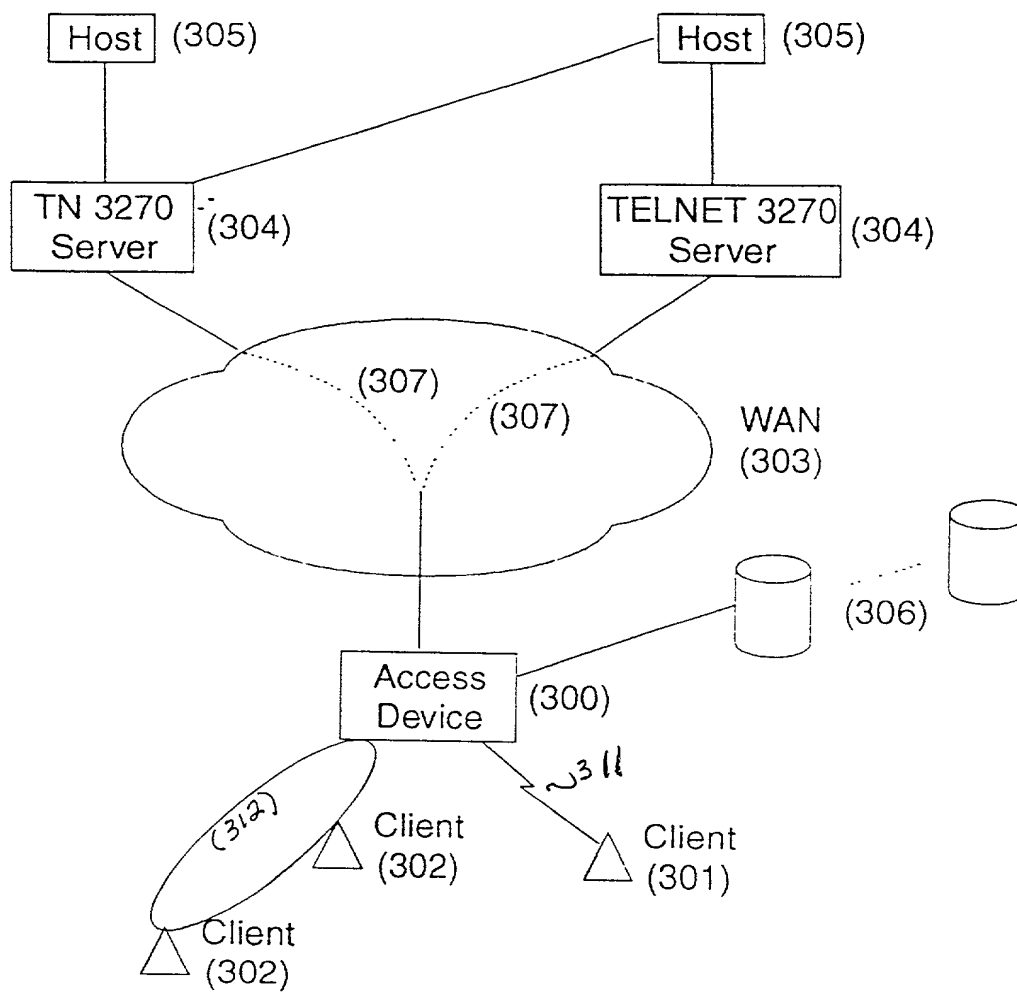 Host (305)
Host (305)
TN 3270
Server
(304)
TELNET 3270
Server
(304)
(307)
(307)
WAN
(303)
(306)
Access
Device
(300)
~311
(312)
Client
(302)
Client
(301)
Client
(302)